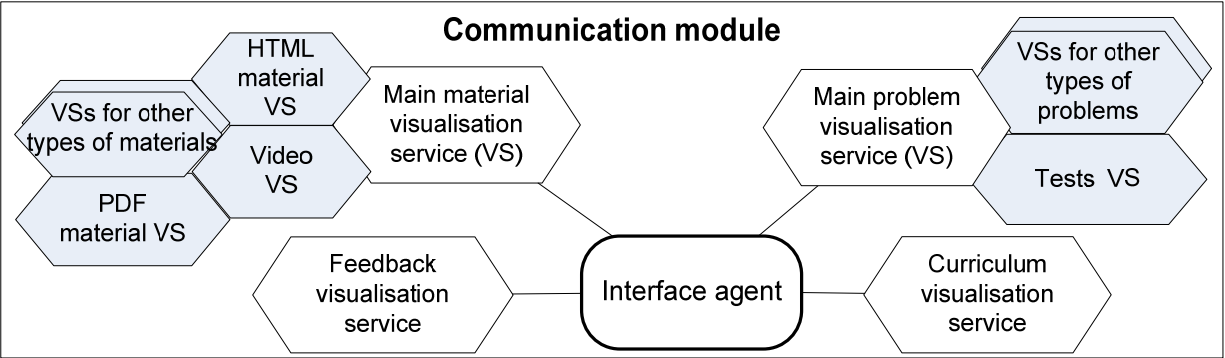 Communication module
HTML
material
VS
VSs for other
types of materials
Video
VS
PDF
material VS
Main material
visualisation
service (VS)
Main problem
visualisation
service (VS)
VSs for other
types of
problems
Tests VS
Feedback
visualisation
service
Interface agent
Curriculum
visualisation
service